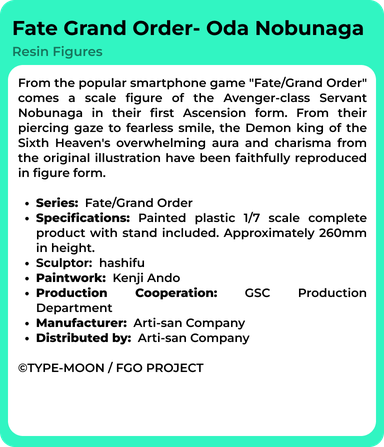 Fate Grand Order- Oda Nobunaga
Resin Figures
From the popular smartphone game "Fate/Grand Order"
comes a scale figure of the Avenger-class Servant
Nobunaga in their first Ascension form. From their
piercing gaze to fearless smile, the Demon king of the
Sixth Heaven's overwhelming aura and charisma from
the original illustration have been faithfully reproduced
in figure form.
• Series: Fate/Grand Order
• Specifications: Painted plastic 1/7 scale complete
product with stand included. Approximately 260mm
in height.
• Sculptor: hashifu
• Paintwork: Kenji Ando
• Production Cooperation: GSC Production
Department
• Manufacturer: Arti-san Company
• Distributed by: Arti-san Company
©TYPE-MOON / FGO PROJECT